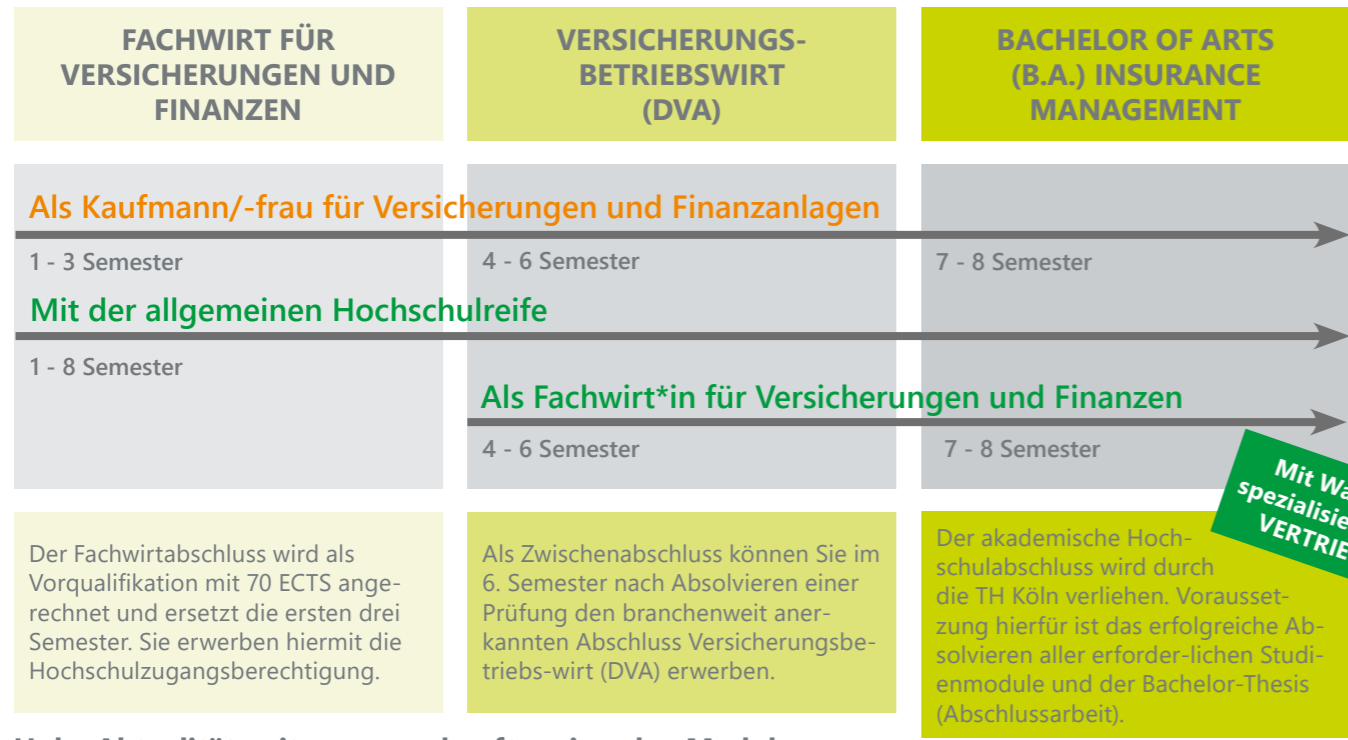 FACHWIRT FÜR
VERSICHERUNGEN UND
FINANZEN
VERSICHERUNGS-
BETRIEBSWIRT
(DVA)
BACHELOR OF ARTS
(B.A.) INSURANCE
MANAGEMENT
Als Kaufmann/-frau für Versicherungen und Finanzanlagen
1 - 3 Semester
4 - 6 Semester
7 - 8 Semester
Mit der allgemeinen Hochschulreife
1 - 8 Semester
Als Fachwirt*in für Versicherungen und Finanzen
4 - 6 Semester
7 - 8 Semester
Mit
Der Fachwirtabschluss wird als
Vorqualifikation mit 70 ECTS ange-
rechnet und ersetzt die ersten drei
Semester. Sie erwerben hiermit die
Hochschulzugangsberechtigung.
Als Zwischenabschluss können Sie im
6. Semester nach Absolvieren einer
Prüfung den branchenweit aner-
kannten Abschluss Versicherungsbe-
triebs-wirt (DVA) erwerben.
Der akademische Hoch-
schulabschluss wird durch
die TH Köln verliehen. Vorausset-
zung hierfür ist das erfolgreiche Ab-
solvieren aller erforder-lichen Studi-
enmodule und der Bachelor-Thesis
(Abschlussarbeit).